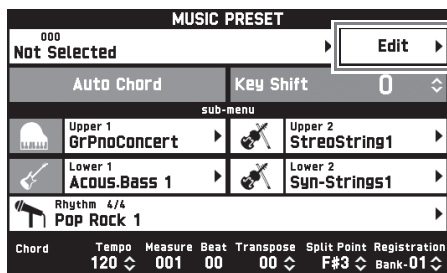 MUSIC PRESET
000
Not Selected
Edit
Auto Chord
Key Shift 0
sub-menu
Upper 1
GrPnoConcert
Upper 2
StreoString1
Lower 1
Acous.Bass 1
Lower 2
Syn-Strings1
Rhythm 4/4
Pop Rock 1
Chord Tempo Measure Beat Transpose Split Point Registration
120 001 00 00 F#3 Bank-01